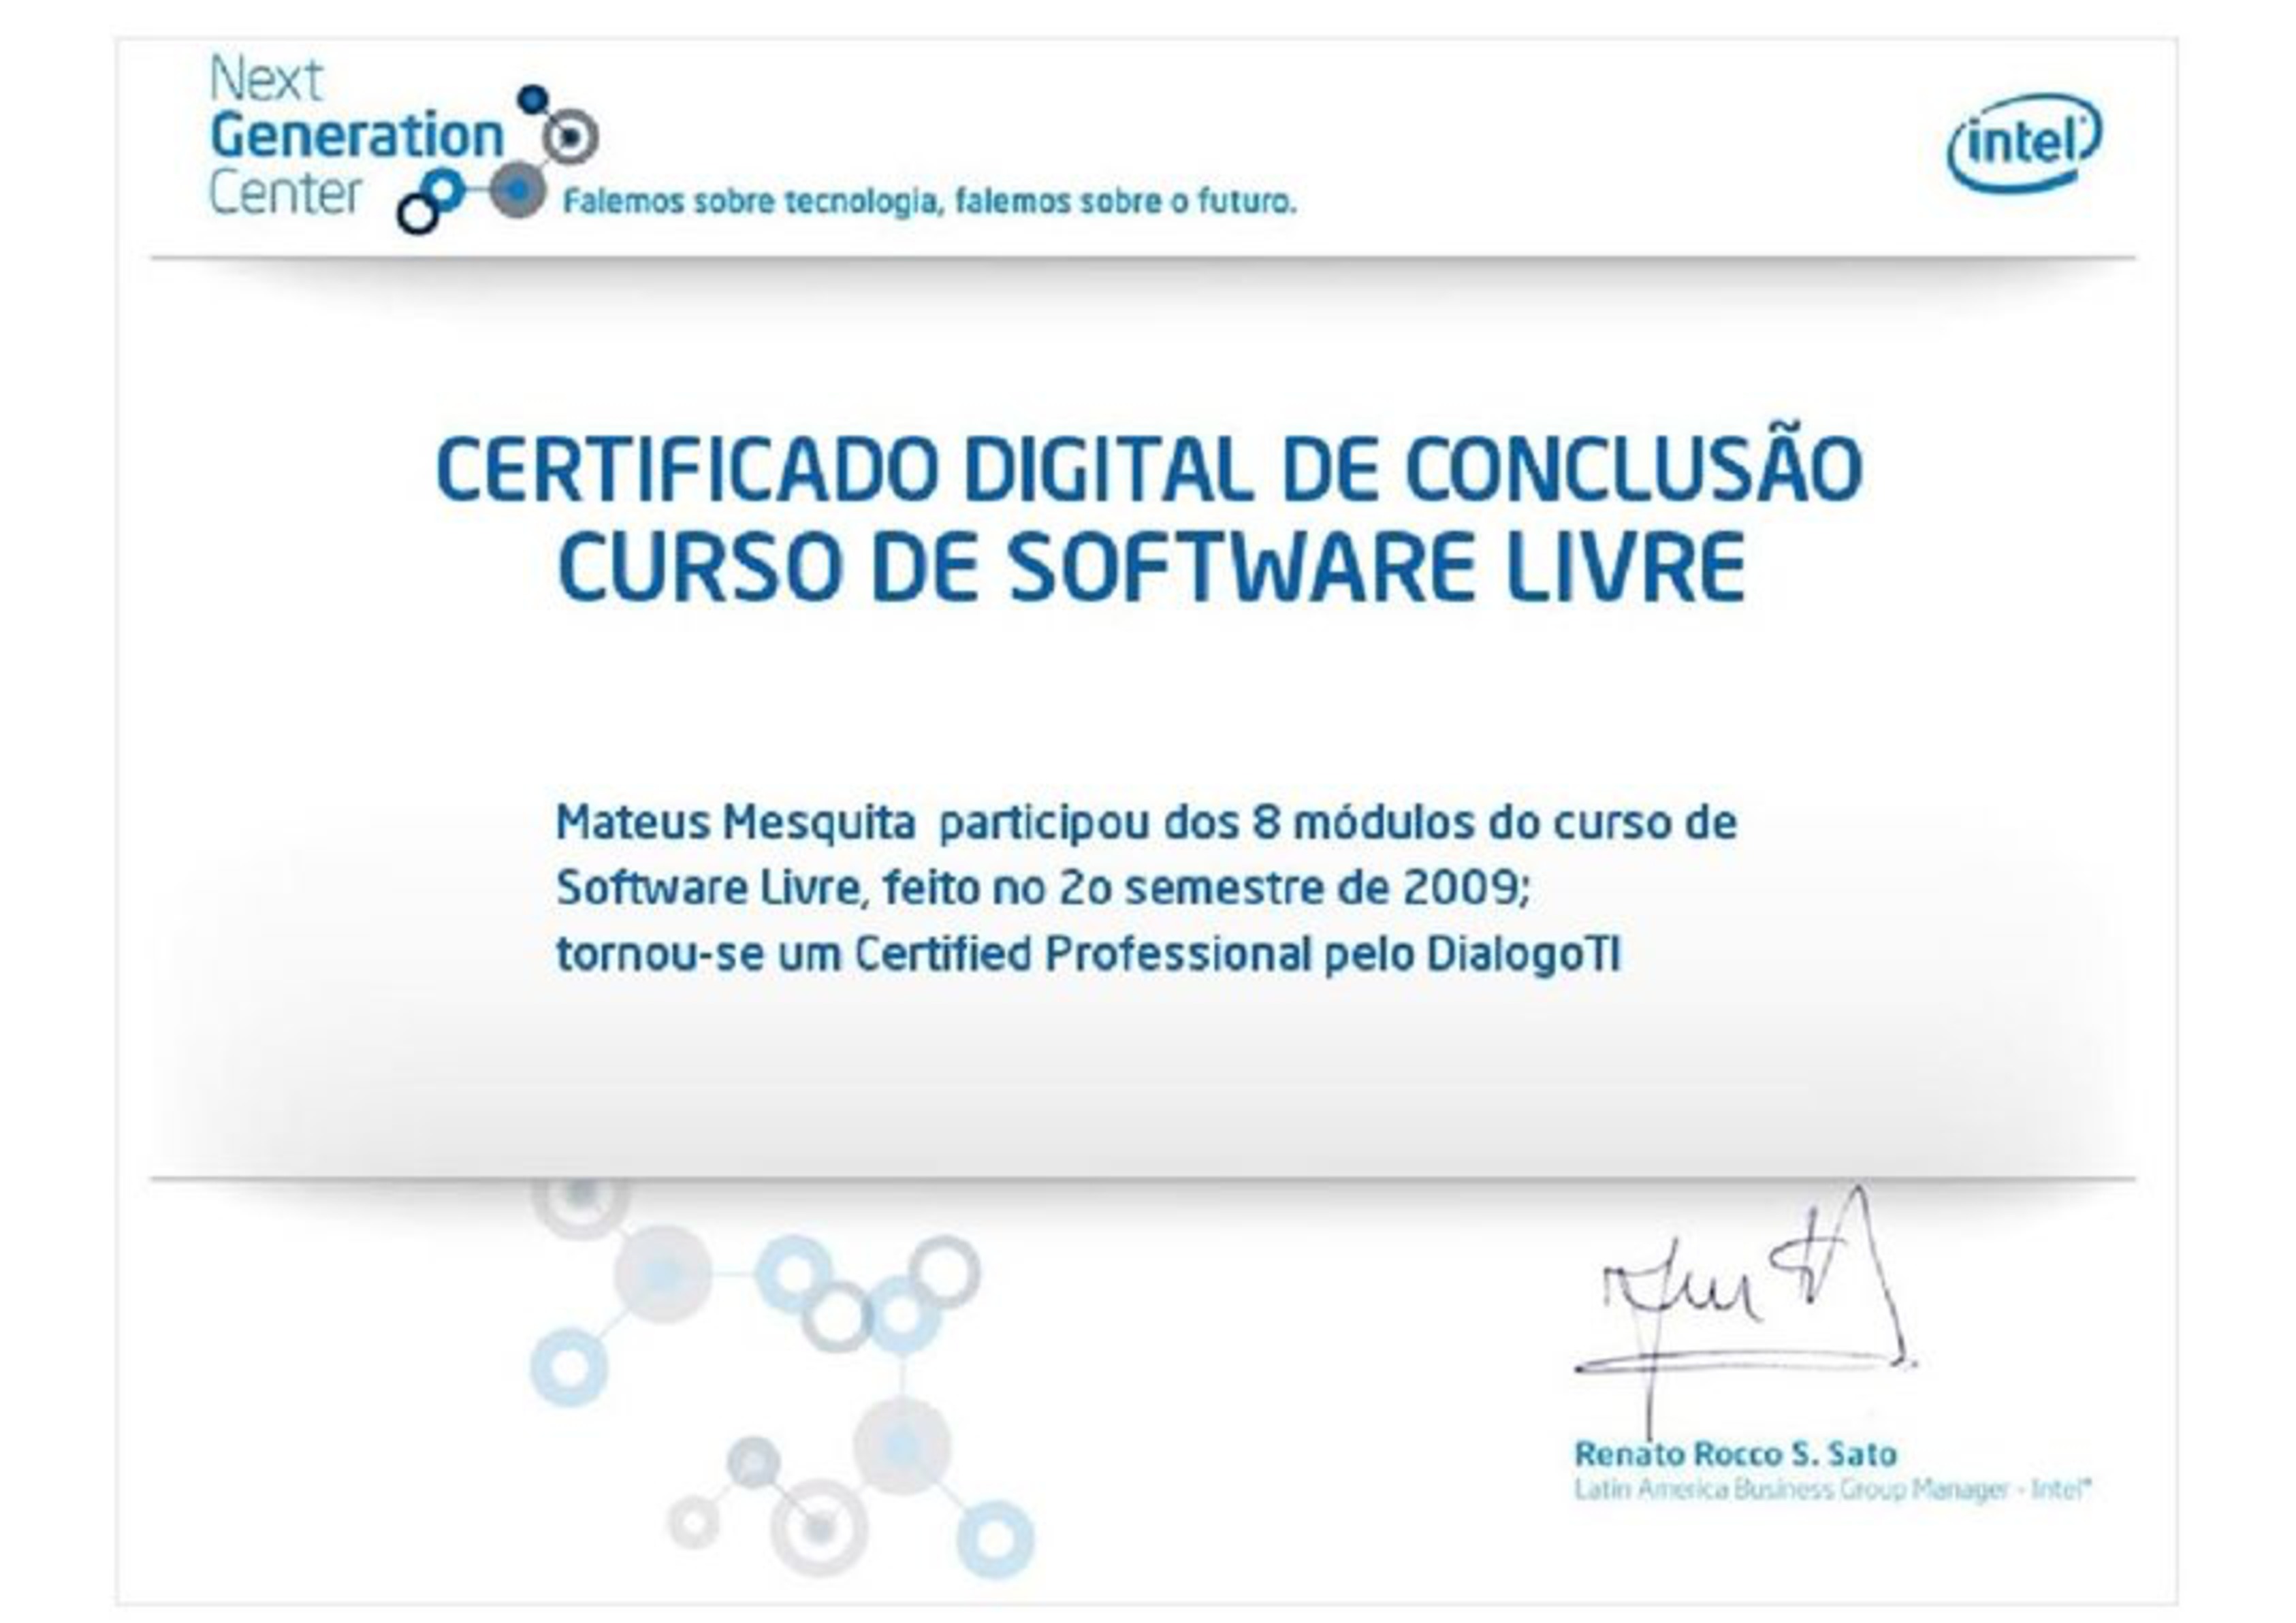 Next
Generation
Center
Falemos sobre tecnologia, falemos sobre o futuro.
intel
CERTIFICADO DIGITAL DE CONCLUSÃO
CURSO DE SOFTWARE LIVRE
Mateus Mesquita participou dos 8 módulos do curso de
Software Livre, feito no 2o semestre de 2009;
tornou-se um Certified Professional pelo DialogoTI
Renato Rocco S. Sato
Latin America Business Group Manager - Intel®